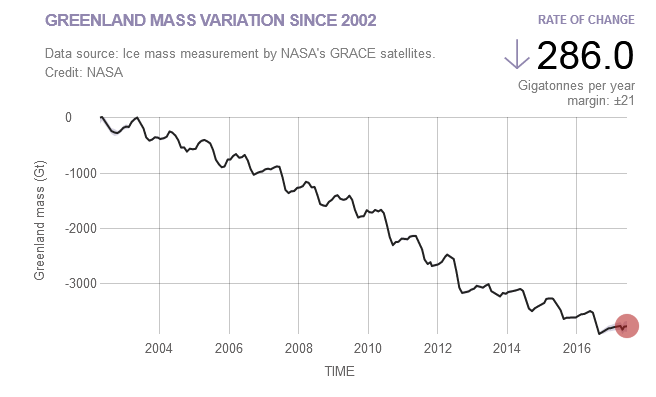 GREENLAND MASS VARIATION SINCE 2002
RATE OF CHANGE
Data source: Ice mass measurement by NASA's GRACE satellites.
Credit: NASA
286.0
Gigatonnes per year
margin: ±21
Greenland mass (Gt)
0
-1000
-2000
-3000
2004 2006 2008 2010 2012 2014 2016
TIME